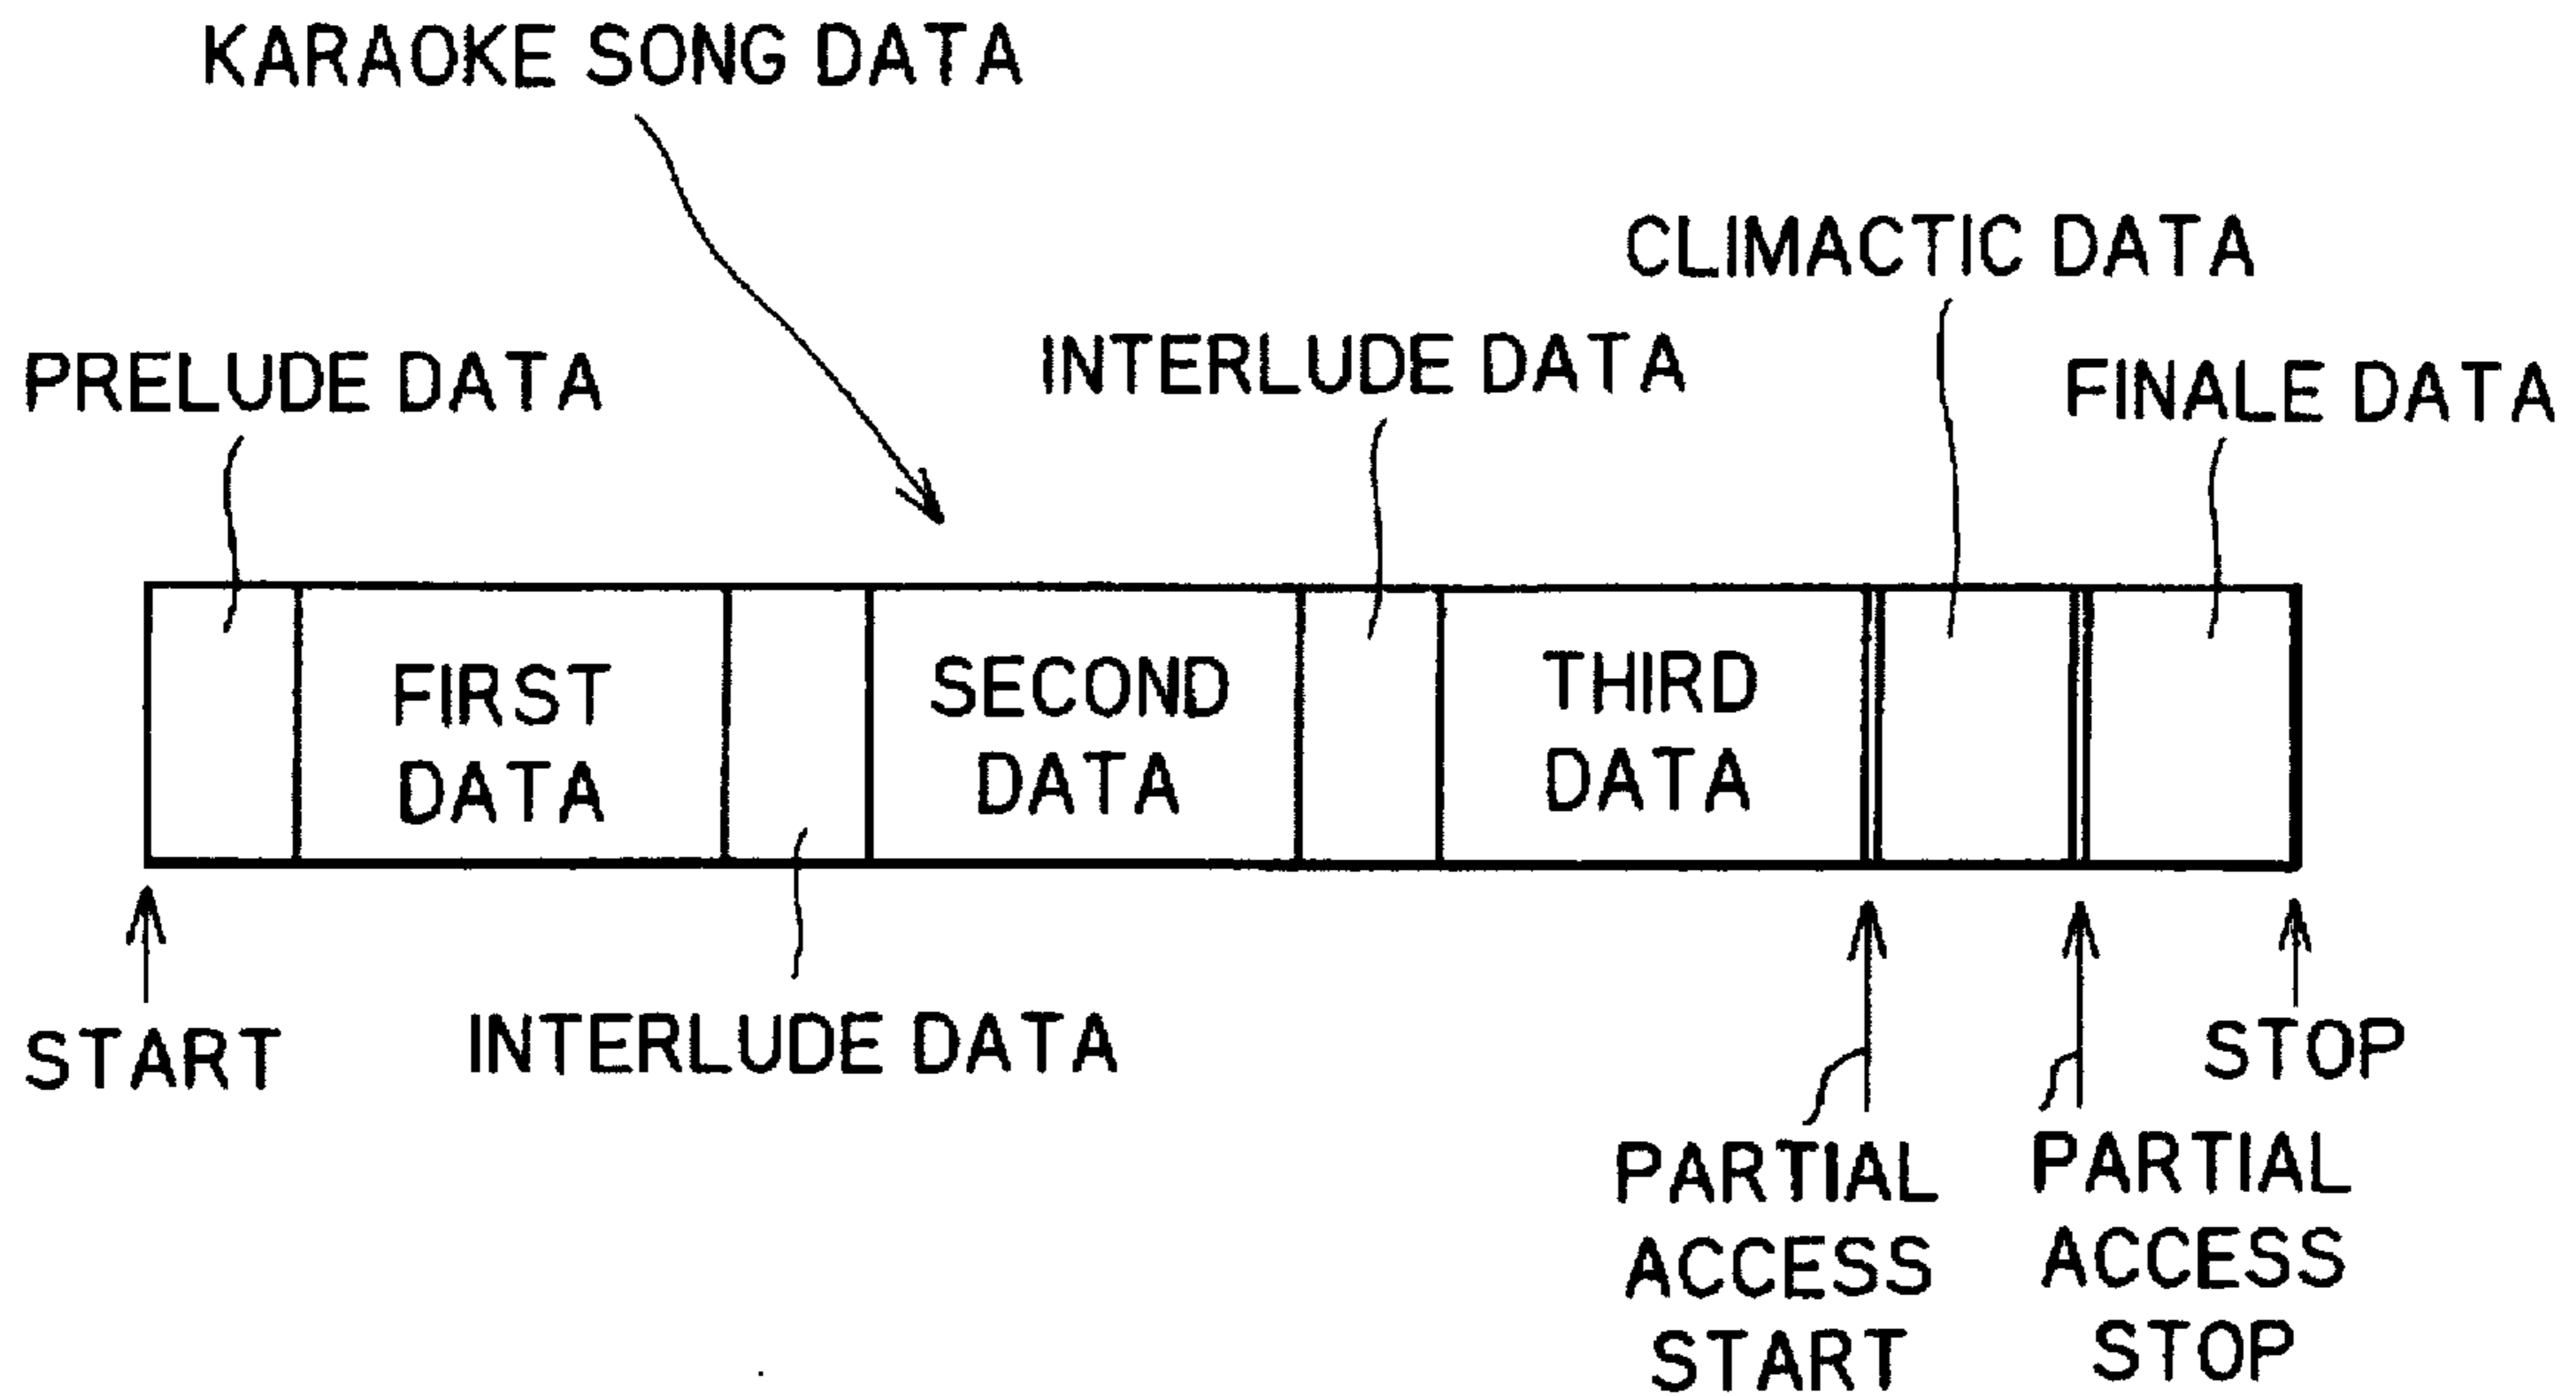 KARAOKE SONG DATA
CLIMACTIC DATA
INTERLUDE DATA
PRELUDE DATA
FINALE DATA
FIRST
DATA
SECOND
DATA
THIRD
DATA
START
INTERLUDE DATA
STOP
PARTIAL
ACCESS
START
PARTIAL
ACCESS
STOP